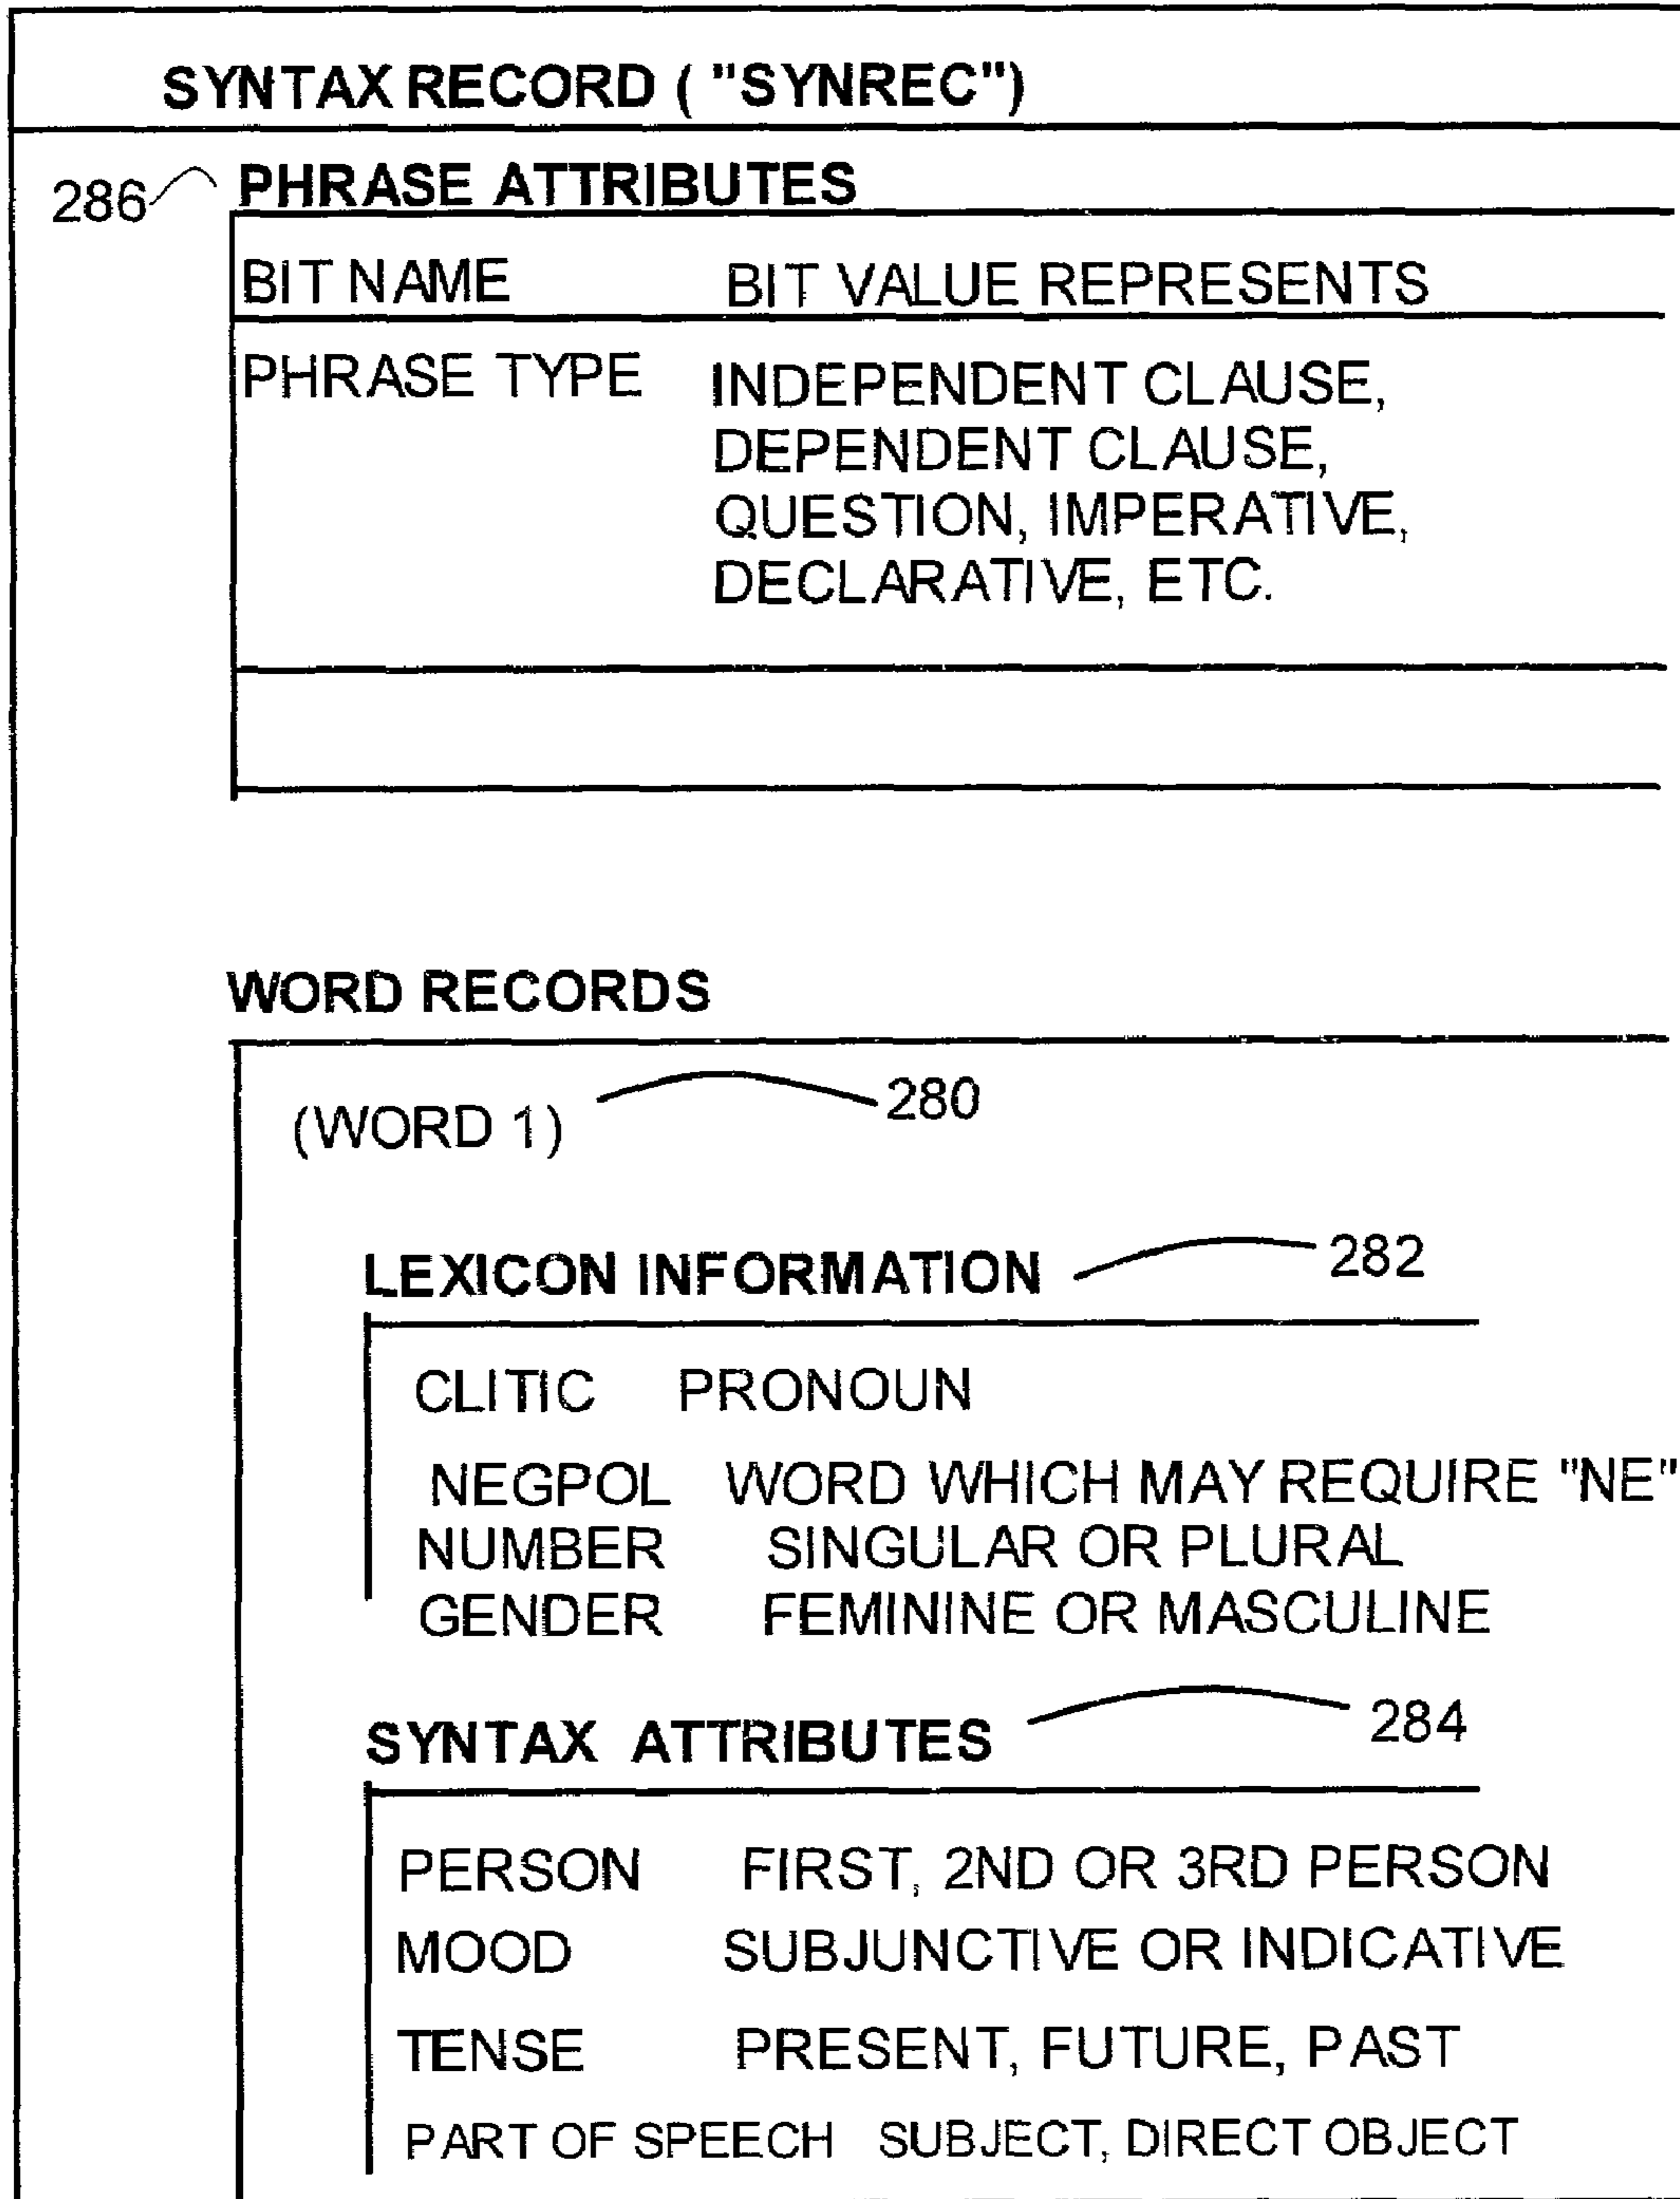 SYNTAX RECORD ( "SYNREC")
286 PHRASE ATTRIBUTES
BIT NAME BIT VALUE REPRESENTS
PHRASE TYPE INDEPENDENT CLAUSE,
DEPENDENT CLAUSE,
QUESTION, IMPERATIVE,
DECLARATIVE, ETC.
WORD RECORDS
(WORD 1) 280
LEXICON INFORMATION 282
CLITIC PRONOUN
NEGPOL WORD WHICH MAY REQUIRE "NE"
NUMBER SINGULAR OR PLURAL
GENDER FEMININE OR MASCULINE
SYNTAX ATTRIBUTES 284
PERSON FIRST, 2ND OR 3RD PERSON
MOOD SUBJUNCTIVE OR INDICATIVE
TENSE PRESENT, FUTURE, PAST
PART OF SPEECH SUBJECT, DIRECT OBJECT